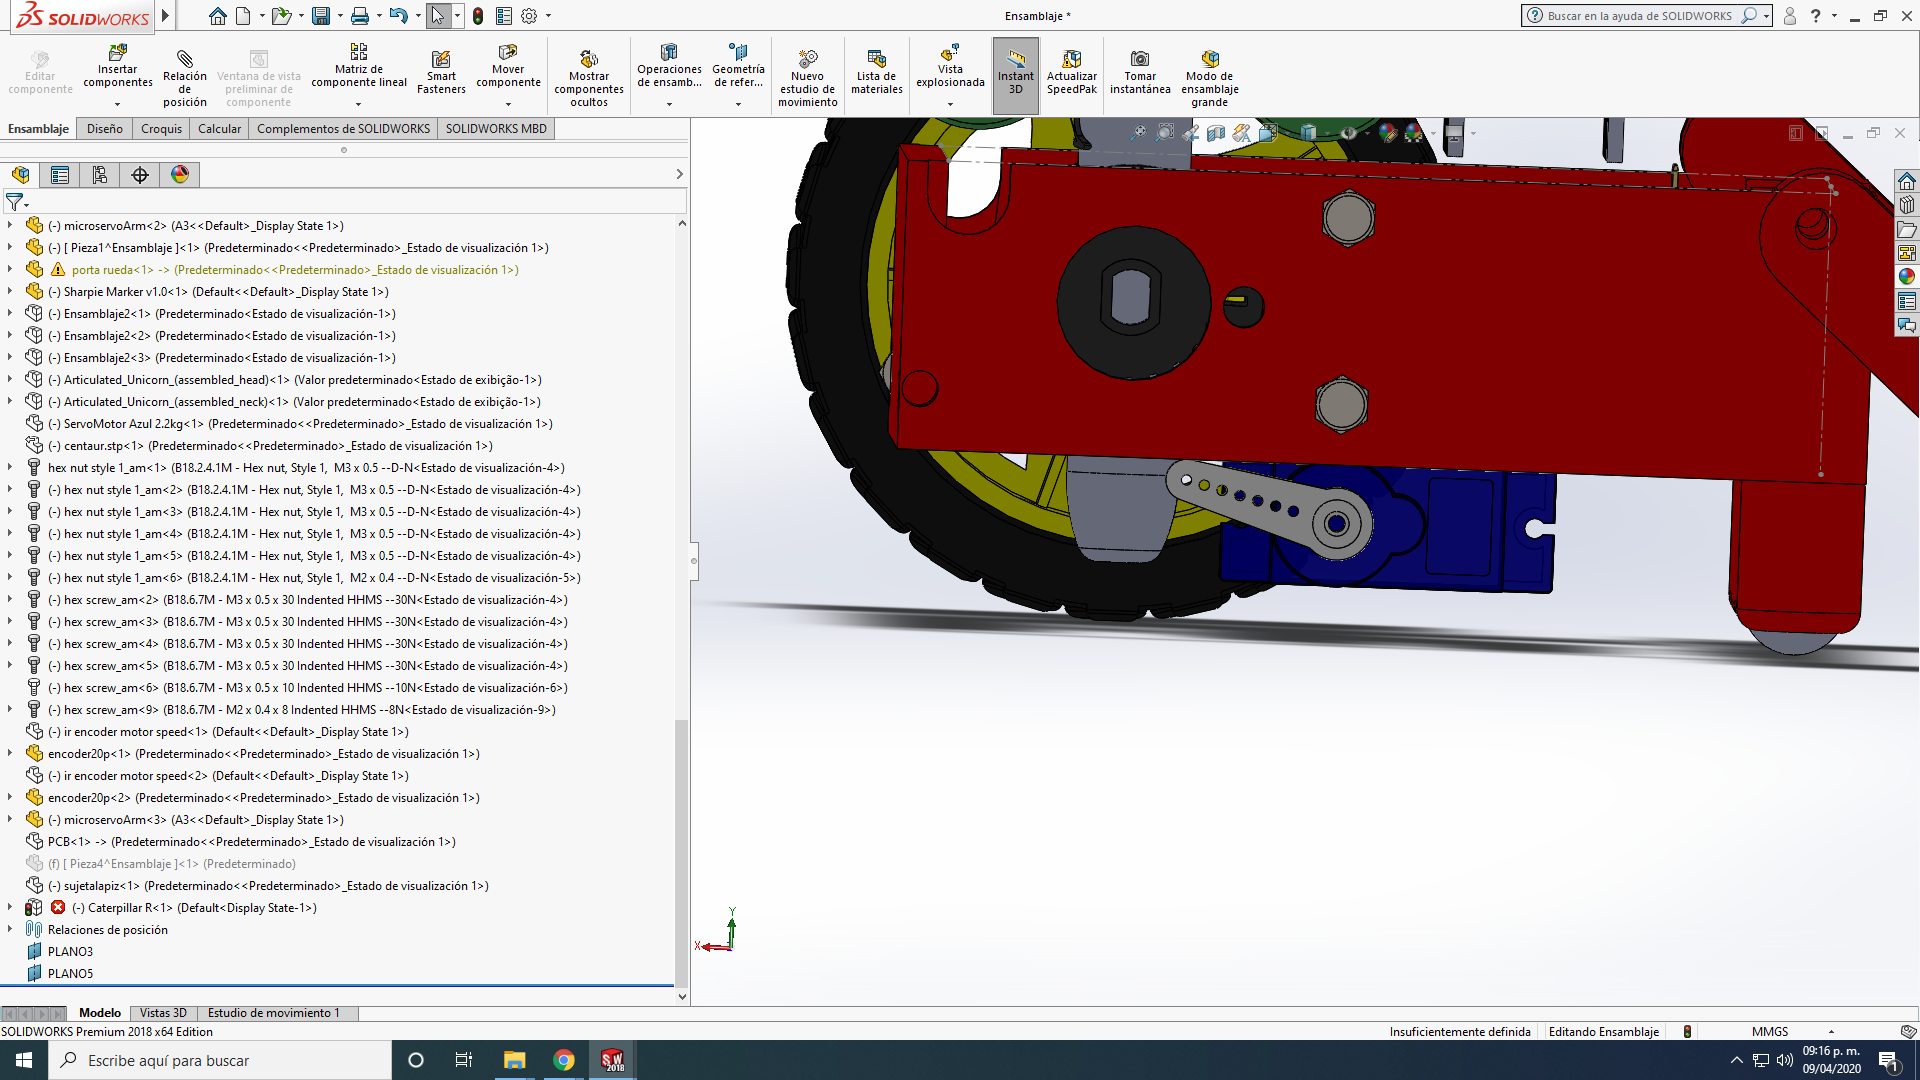 SOLIDWORKS
Ensamblaje *
Buscar en la ayuda de SOLIDWORKS
Editar
componente
Insertar
componentes
Relación
de
posición
Ventana de vista
preliminar de
componente
Matriz de
componente lineal
Smart
Fasteners
Mover
componente
Mostrar
componentes
ocultos
Operaciones
de ensamb...
Geometría
de refer...
Nuevo
estudio de
movimiento
Lista de
materiales
Vista
explosionada
Instant
3D
Actualizar
SpeedPak
Tomar
instantánea
Modo de
ensamblaje
grande
Ensamblaje
Diseño
Croquis
Calcular
Complementos de SOLIDWORKS
SOLIDWORKS MBD
(-) microservoArm<2> (A3<<Default>_Display State 1>)
(-) [ Pieza1^Ensamblaje ]<1> (Predeterminado<<Predeterminado>_Estado de visualización 1>)
porta rueda<1> -> (Predeterminado<<Predeterminado>_Estado de visualización 1>)
(-) Sharpie Marker v1.0<1> (Default<<Default>_Display State 1>)
(-) Ensamblaje2<1> (Predeterminado<Estado de visualización-1>)
(-) Ensamblaje2<2> (Predeterminado<Estado de visualización-1>)
(-) Ensamblaje2<3> (Predeterminado<Estado de visualización-1>)
(-) Articulated_Unicorn_(assembled_head)<1> (Valor predeterminado<Estado de exibição-1>)
(-) Articulated_Unicorn_(assembled_neck)<1> (Valor predeterminado<Estado de exibição-1>)
(-) ServoMotor Azul 2.2kg<1> (Predeterminado<<Predeterminado>_Estado de visualización 1>)
(-) centaur.stp<1> (Predeterminado<<Predeterminado>_Estado de visualización 1>)
hex nut style 1_am<1> (B18.2.4.1M - Hex nut, Style 1, M3 x 0.5 --D-N<Estado de visualización-4>)
(-) hex nut style 1_am<2> (B18.2.4.1M - Hex nut, Style 1, M3 x 0.5 --D-N<Estado de visualización-4>)
(-) hex nut style 1_am<3> (B18.2.4.1M - Hex nut, Style 1, M3 x 0.5 --D-N<Estado de visualización-4>)
(-) hex nut style 1_am<4> (B18.2.4.1M - Hex nut, Style 1, M3 x 0.5 --D-N<Estado de visualización-4>)
(-) hex nut style 1_am<5> (B18.2.4.1M - Hex nut, Style 1, M3 x 0.5 --D-N<Estado de visualización-4>)
(-) hex nut style 1_am<6> (B18.2.4.1M - Hex nut, Style 1, M2 x 0.4 --D-N<Estado de visualización-5>)
(-) hex screw_am<2> (B18.6.7M - M3 x 0.5 x 30 Indented HHMS --30N<Estado de visualización-4>)
(-) hex screw_am<3> (B18.6.7M - M3 x 0.5 x 30 Indented HHMS --30N<Estado de visualización-4>)
(-) hex screw_am<4> (B18.6.7M - M3 x 0.5 x 30 Indented HHMS --30N<Estado de visualización-4>)
(-) hex screw_am<5> (B18.6.7M - M3 x 0.5 x 30 Indented HHMS --30N<Estado de visualización-4>)
(-) hex screw_am<6> (B18.6.7M - M3 x 0.5 x 10 Indented HHMS --10N<Estado de visualización-6>)
(-) hex screw_am<9> (B18.6.7M - M2 x 0.4 x 8 Indented HHMS --8N<Estado de visualización-9>)
(-) ir encoder motor speed<1> (Default<<Default>_Display State 1>)
encoder20p<1> (Predeterminado<<Predeterminado>_Estado de visualización 1>)
(-) ir encoder motor speed<2> (Default<<Default>_Display State 1>)
encoder20p<2> (Predeterminado<<Predeterminado>_Estado de visualización 1>)
(-) microservoArm<3> (A3<<Default>_Display State 1>)
PCB<1> -> (Predeterminado<<Predeterminado>_Estado de visualización 1>)
(f) [ Pieza4^Ensamblaje ]<1> (Predeterminado)
(-) sujetalapiz<1> (Predeterminado<<Predeterminado>_Estado de visualización 1>)
(-) Caterpillar R<1> (Default<Display State-1>)
Relaciones de posición
PLANO3
PLANO5
Y
X
Modelo
Vistas 3D
Estudio de movimiento 1
SOLIDWORKS Premium 2018 x64 Edition
Insuficientemente definida
Editando Ensamblaje
MMGS
Escribe aquí para buscar
SW
2018
09:16 p. m.
09/04/2020
1